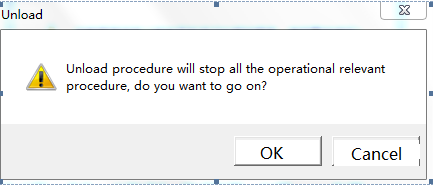 Unload
Unload procedure will stop all the operational relevant
procedure, do you want to go on?
OK
Cancel